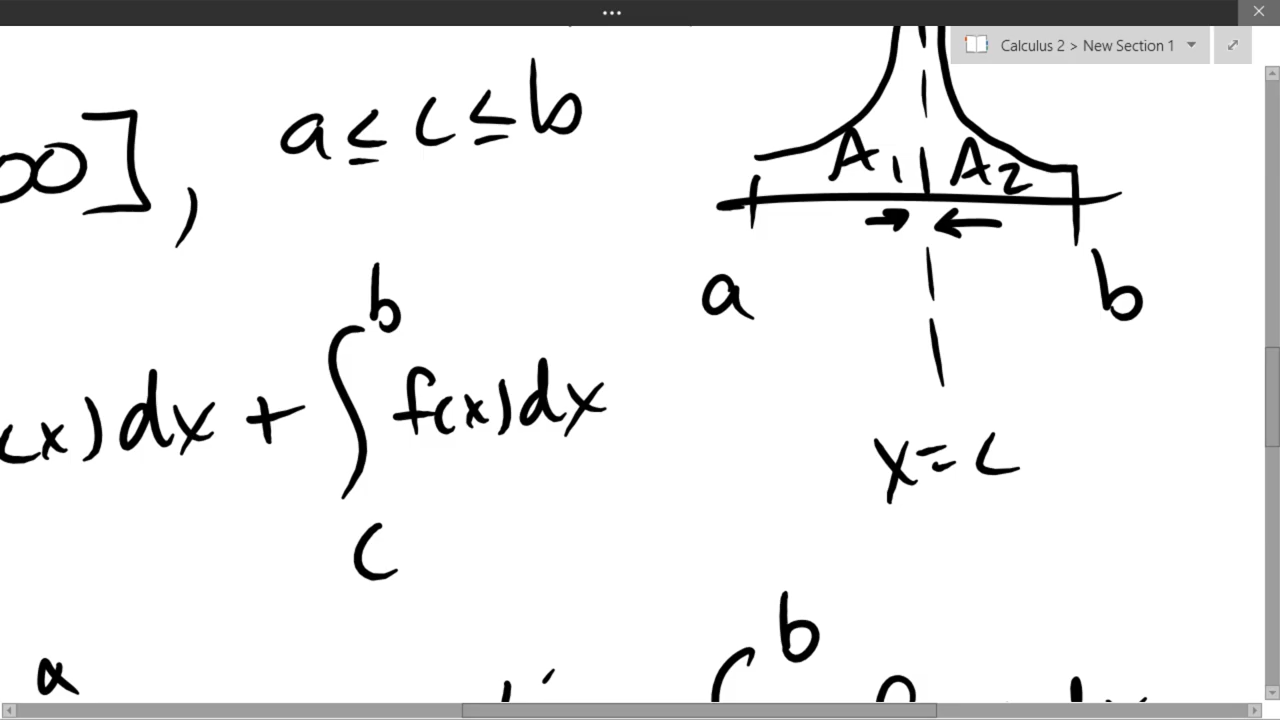 ...
Calculus 2 > New Section 1
∞], a ≤ c ≤ b
A₁ A₂
a b
(x)dx + ∫_c^b f(x)dx
x = c
b